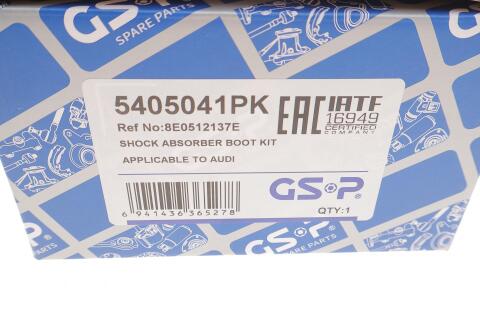 GSP
SPARE PARTS
5405041PK
EAC
IATF
16949
CERTIFIED
COMPANY
Ref No:8E0512137E
SHOCK ABSORBER BOOT KIT
APPLICABLE TO AUDI
6 941436 365278
GSP®
QTY:1
GSP
SPARE PARTS
GSP
SPARE PARTS